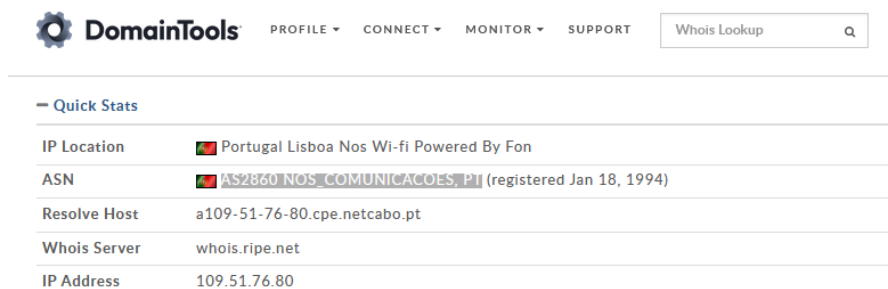 DomainTools PROFILE CONNECT MONITOR SUPPORT Whois Lookup
Quick Stats
IP Location Portugal Lisboa Nos Wi-fi Powered By Fon
ASN AS2860 NOS_COMUNICACOES, PT (registered Jan 18, 1994)
Resolve Host a109-51-76-80.cpe.netcabo.pt
Whois Server whois.ripe.net
IP Address 109.51.76.80